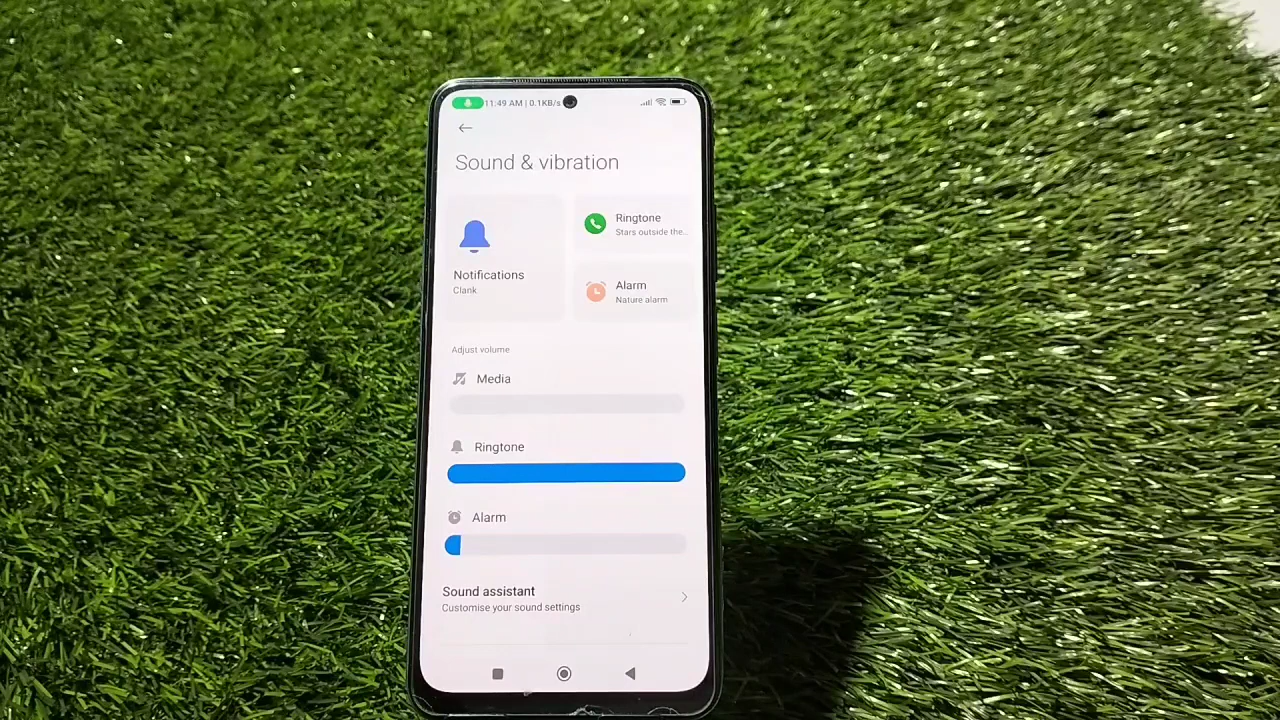 11:49 AM | 0.1KB/s
Sound & vibration
Notifications
Clank
Ringtone
Stars outside the...
Alarm
Nature alarm
Adjust volume
Media
Ringtone
Alarm
Sound assistant
Customise your sound settings